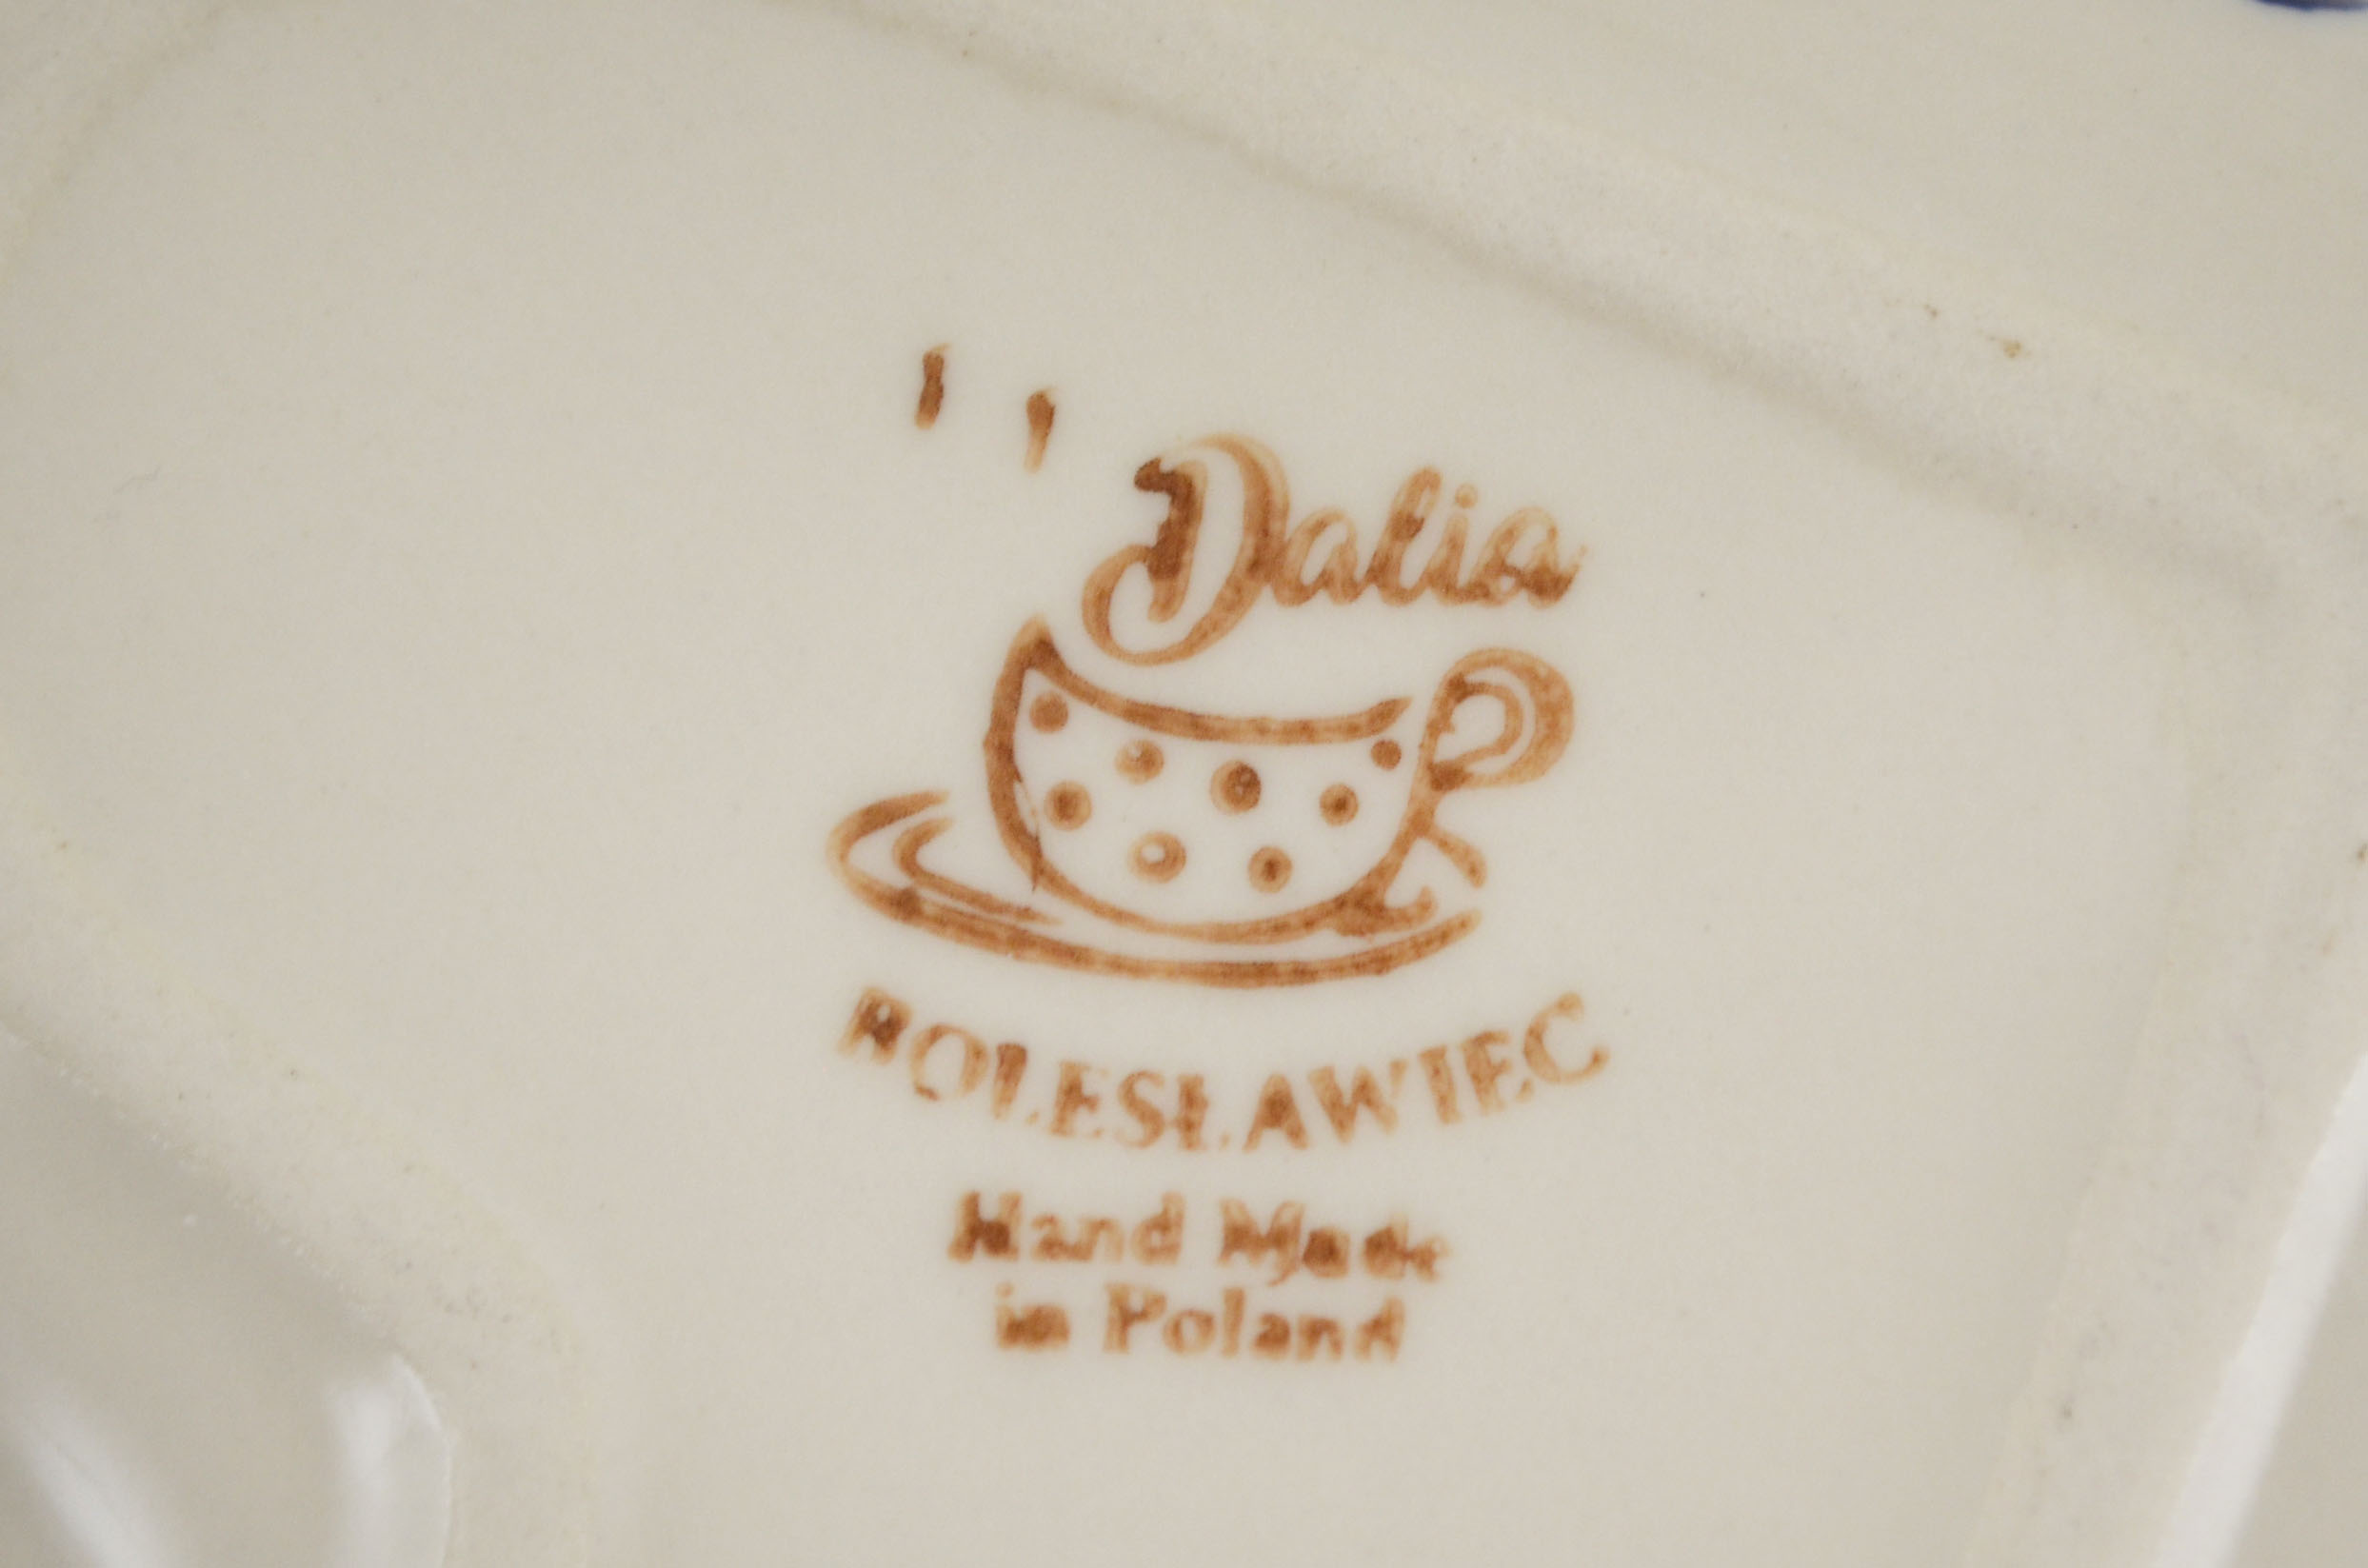 Dalia
BOLESŁAWIEC
Hand Made
in Poland